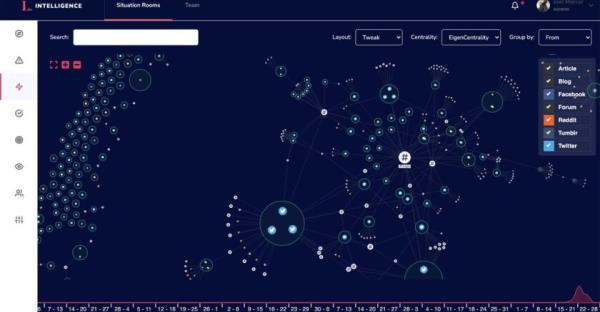 INTELLIGENCE
Situation Rooms
Team
Search:
Layout: Tweak
Centrality: EigenCentrality
Group by: From
Article
Blog
Facebook
Forum
Reddit
Tumblr
Twitter
7 - 13 14 - 20 21 - 27 28 - 4 5 - 11 12 - 18 19 - 25 26 - 1 2 - 8 9 - 15 16 - 22 23 - 29 30 - 6 7 - 13 14 - 20 21 - 27 28 - 3 4 - 10 11 - 17 18 - 24 25 - 31 1 - 7 8 - 14 15 - 21 22 - 28